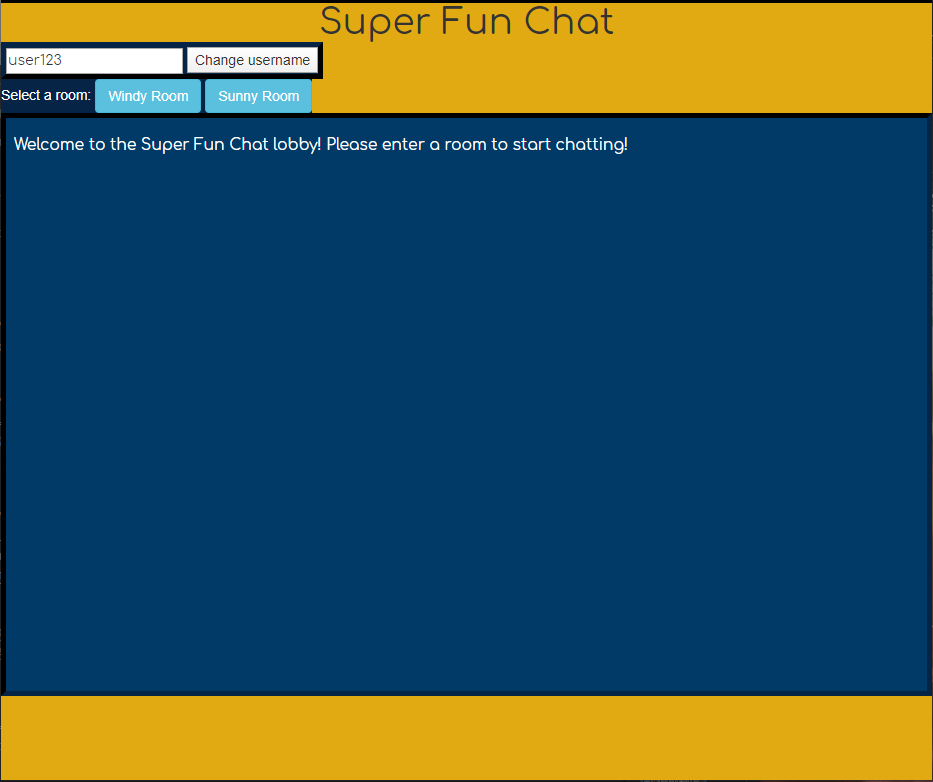 Super Fun Chat
user123 Change username
Select a room: Windy Room Sunny Room
Welcome to the Super Fun Chat lobby! Please enter a room to start chatting!